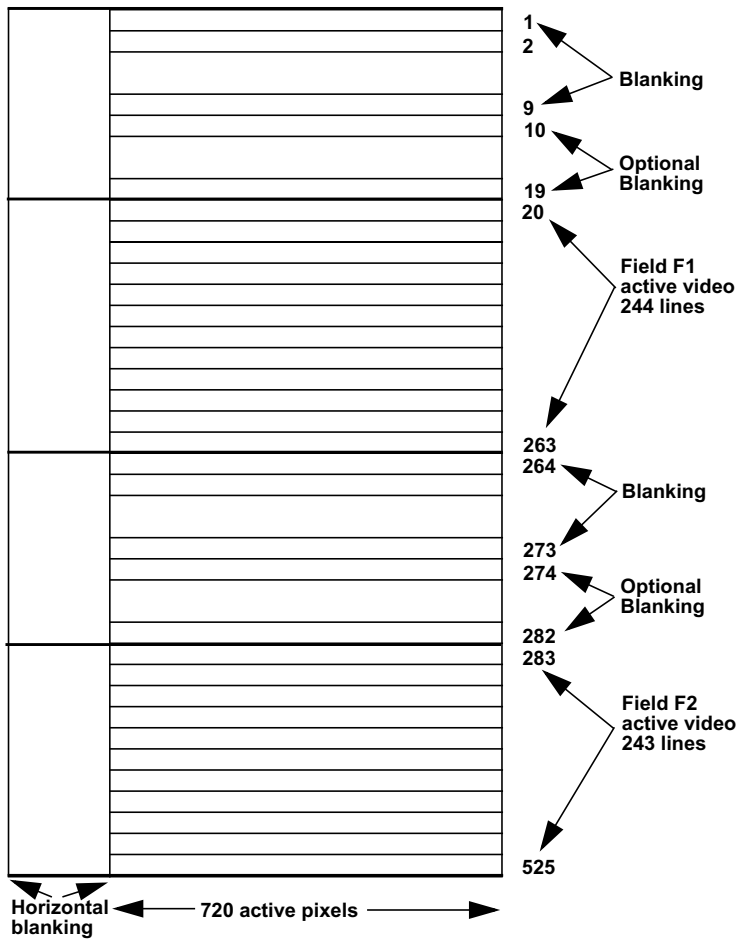 1
2
Blanking
9
10
Optional
Blanking
19
20
Field F1
active video
244 lines
263
264
Blanking
273
274
Optional
Blanking
282
283
Field F2
active video
243 lines
525
Horizontal
blanking
720 active pixels